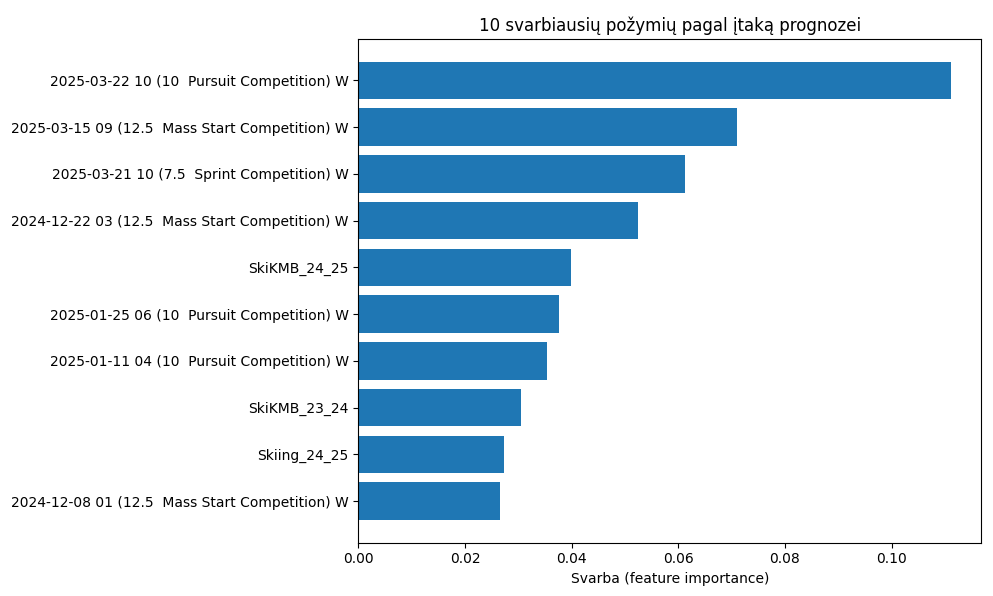 10 svarbiausių požymių pagal įtaką prognozei
2025-03-22 10 (10  Pursuit Competition) W
2025-03-15 09 (12.5  Mass Start Competition) W
2025-03-21 10 (7.5  Sprint Competition) W
2024-12-22 03 (12.5  Mass Start Competition) W
SkiKMB_24_25
2025-01-25 06 (10  Pursuit Competition) W
2025-01-11 04 (10  Pursuit Competition) W
SkiKMB_23_24
Skiing_24_25
2024-12-08 01 (12.5  Mass Start Competition) W
0.00 0.02 0.04 0.06 0.08 0.10
Svarba (feature importance)